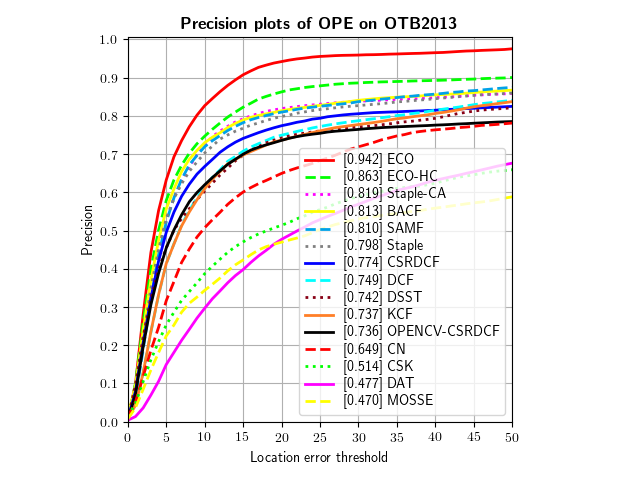 Precision plots of OPE on OTB2013
1.0
0.9
0.8
0.7
0.6
0.5
0.4
0.3
0.2
0.1
0.0
Precision
[0.942] ECO
[0.863] ECO-HC
[0.819] Staple-CA
[0.813] BACF
[0.810] SAMF
[0.798] Staple
[0.774] CSRDCF
[0.749] DCF
[0.742] DSST
[0.737] KCF
[0.736] OPENCV-CSRDCF
[0.649] CN
[0.514] CSK
[0.477] DAT
[0.470] MOSSE
0 5 10 15 20 25 30 35 40 45 50
Location error threshold